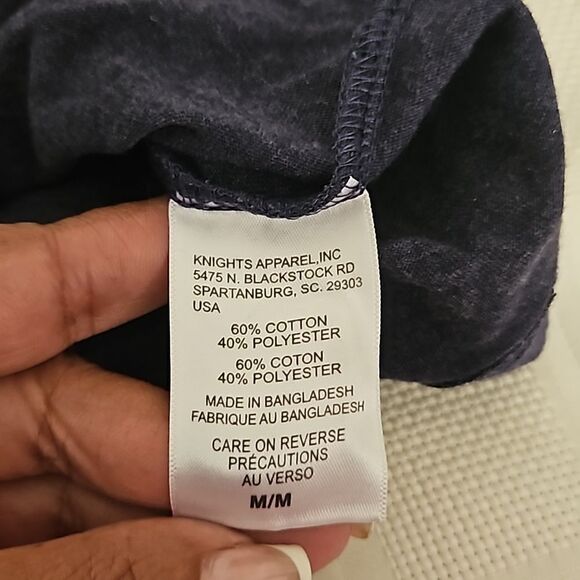 KNIGHTS APPAREL,INC
5475 N. BLACKSTOCK RD
SPARTANBURG, SC. 29303
USA
60% COTTON
40% POLYESTER
60% COTON
40% POLYESTER
MADE IN BANGLADESH
FABRIQUE AU BANGLADESH
CARE ON REVERSE
PRÉCAUTIONS
AU VERSO
M/M